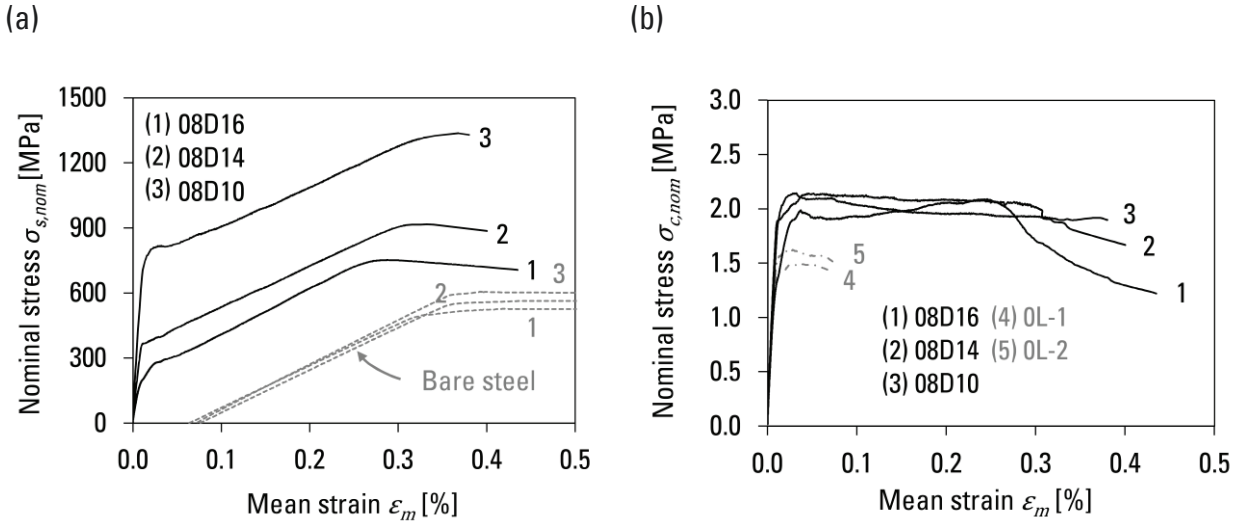 (a)
Nominal stress σs,nom [MPa]
1500
1200
900
600
300
0
(1) 08D16
(2) 08D14
(3) 08D10
3
2
1
3
2
1
Bare steel
0.0 0.1 0.2 0.3 0.4 0.5
Mean strain εm [%]
(b)
Nominal stress σc,nom [MPa]
3.0
2.5
2.0
1.5
1.0
0.5
0.0
3
2
1
5
4
(1) 08D16 (4) 0L-1
(2) 08D14 (5) 0L-2
(3) 08D10
0.0 0.1 0.2 0.3 0.4 0.5
Mean strain εm [%]